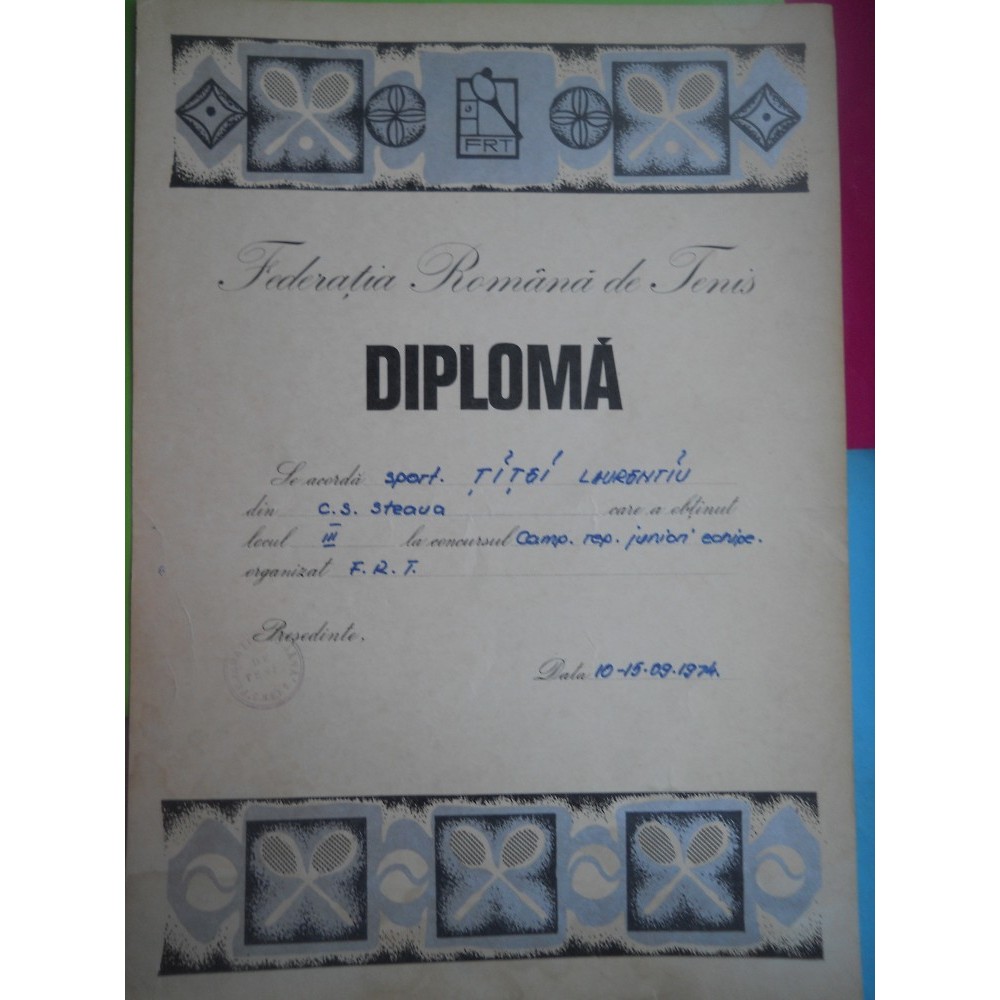 FRT
Federația Română de Tenis
DIPLOMĂ
Se acordă sport. ȚIȚEI LAURENTIU
din C.S. Steaua care a obținut
locul III la concursul Camp. rep. juniori echipe.
organizat F.R.T.
Președinte,
Data 10-15.09.1974.